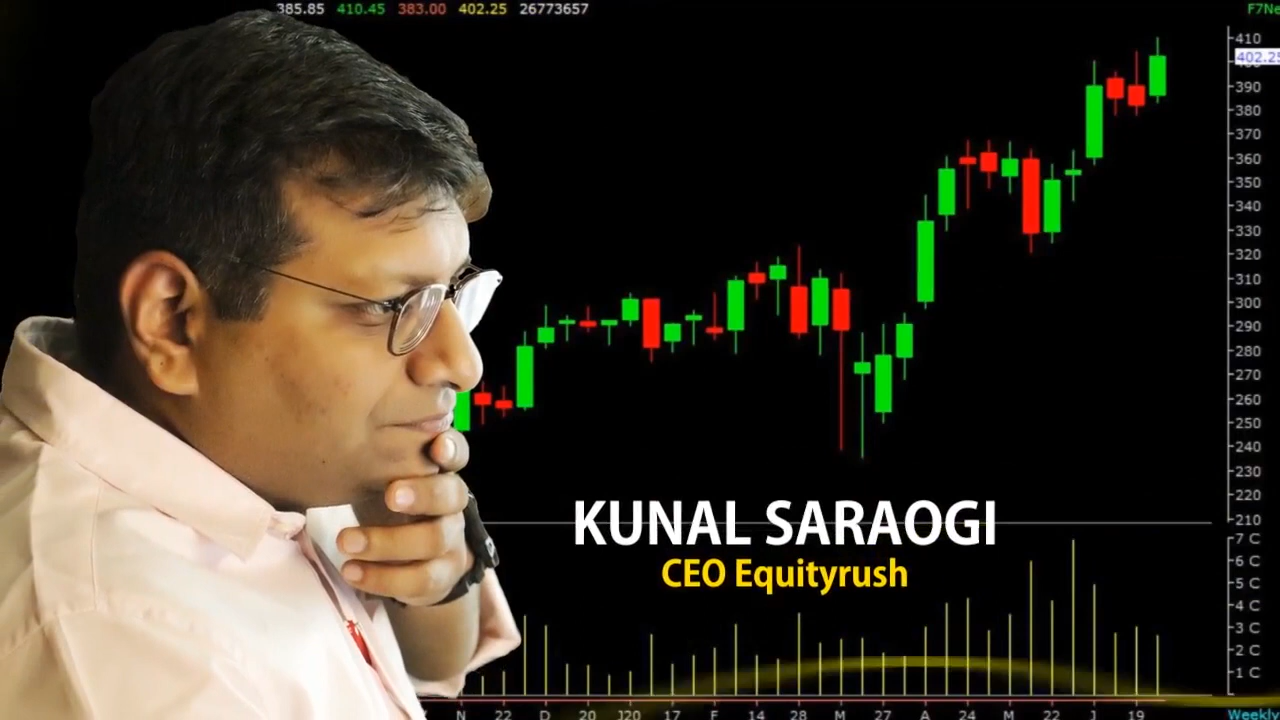 385.85 410.45 383.00 402.25 26773657
F7Ne
410
402.25
390
380
370
360
350
340
330
320
310
300
290
280
270
260
250
240
230
220
210
KUNAL SARAOGI
CEO Equityrush
7 C
6 C
5 C
4 C
3 C
2 C
1 C
N 22 D 20 J20 17 F 14 28 M 27 A 24 M 22 J 19
Weekly